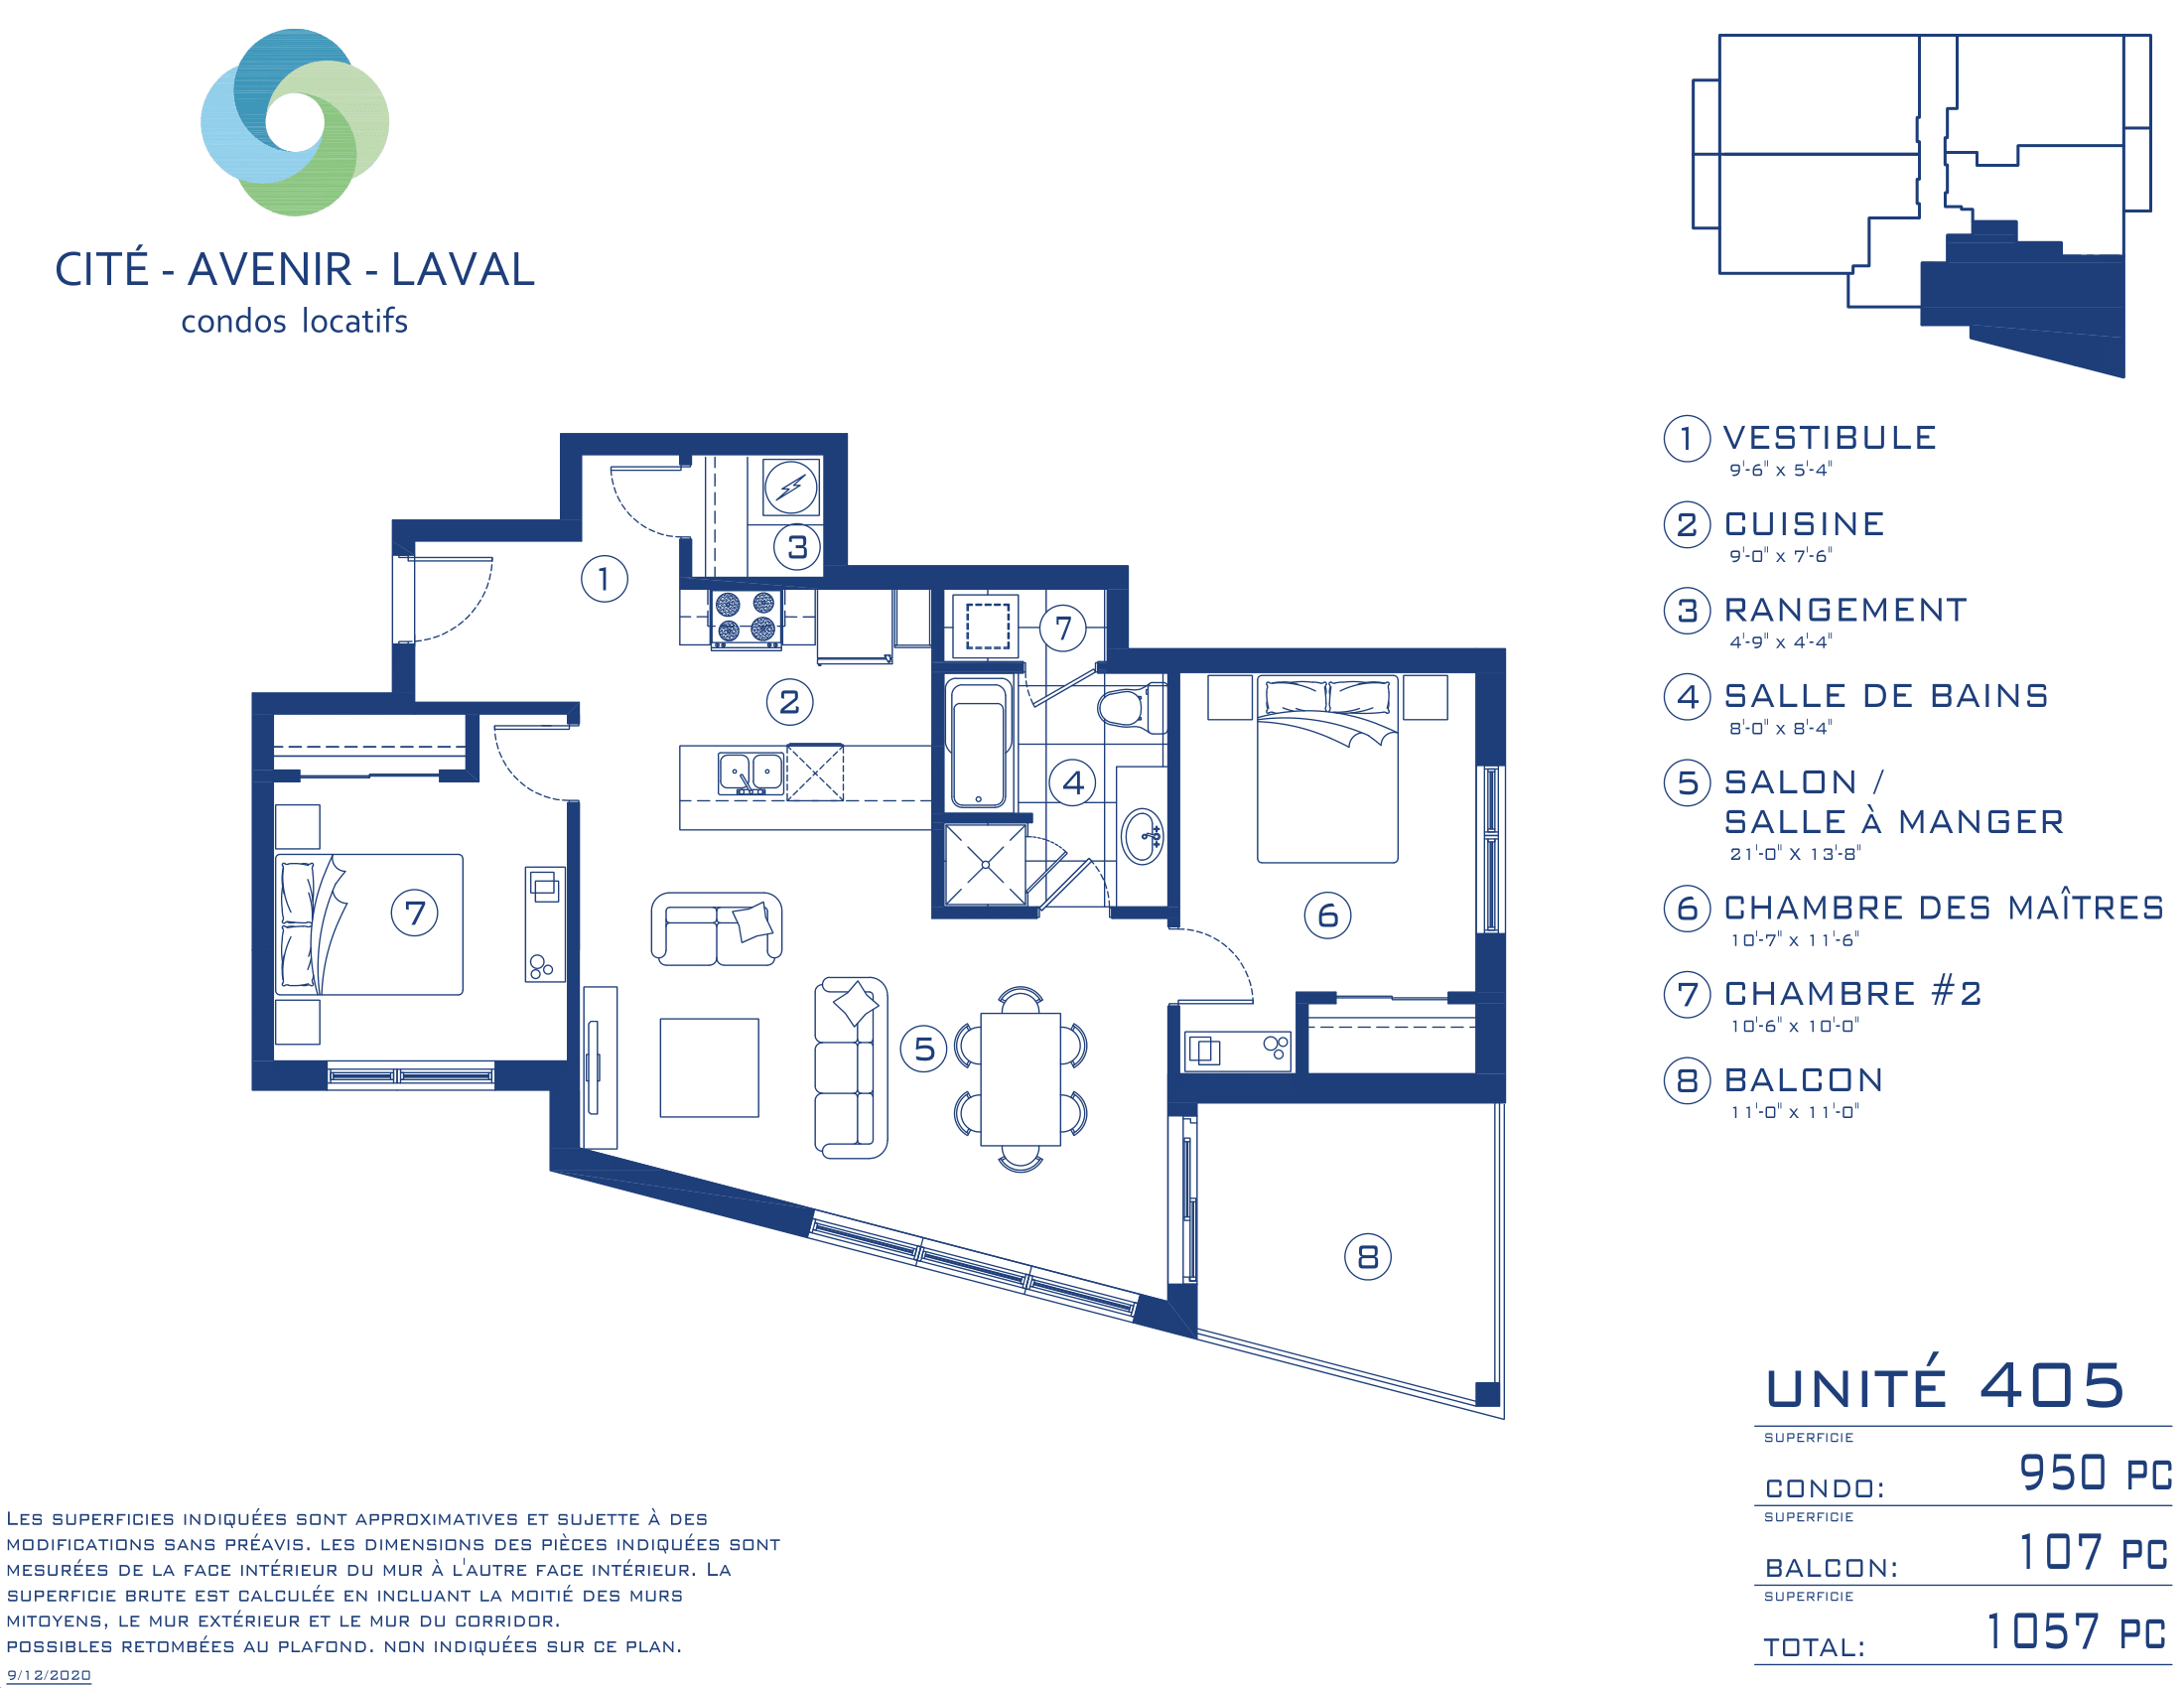 CITÉ - AVENIR - LAVAL
condos locatifs
1 VESTIBULE
9'-6" x 5'-4"
2 CUISINE
9'-0" x 7'-6"
3 RANGEMENT
4'-9" x 4'-4"
4 SALLE DE BAINS
8'-0" x 8'-4"
5 SALON /
SALLE À MANGER
21'-0" X 13'-8"
6 CHAMBRE DES MAÎTRES
10'-7" x 11'-6"
7 CHAMBRE #2
10'-6" x 10'-0"
8 BALCON
11'-0" x 11'-0"
3
1
7
2
4
7
6
5
8
UNITÉ 405
SUPERFICIE
CONDO: 950 PC
SUPERFICIE
BALCON: 107 PC
SUPERFICIE
TOTAL: 1057 PC
LES SUPERFICIES INDIQUÉES SONT APPROXIMATIVES ET SUJETTE À DES
MODIFICATIONS SANS PRÉAVIS. LES DIMENSIONS DES PIÈCES INDIQUÉES SONT
MESURÉES DE LA FACE INTÉRIEUR DU MUR À L'AUTRE FACE INTÉRIEUR. LA
SUPERFICIE BRUTE EST CALCULÉE EN INCLUANT LA MOITIÉ DES MURS
MITOYENS, LE MUR EXTÉRIEUR ET LE MUR DU CORRIDOR.
POSSIBLES RETOMBÉES AU PLAFOND. NON INDIQUÉES SUR CE PLAN.
9/12/2020